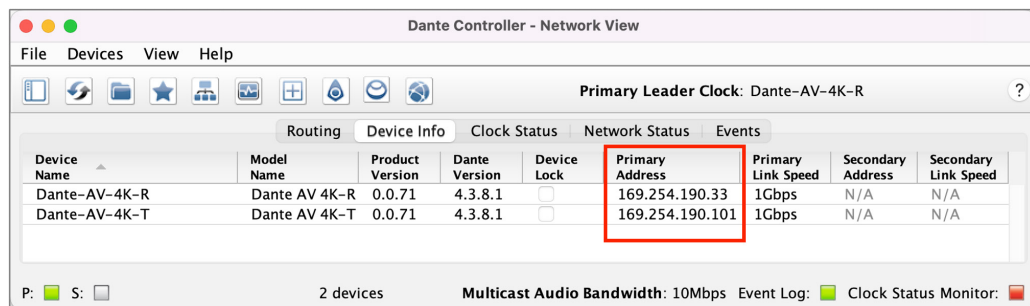 Dante Controller - Network View
File Devices View Help
Primary Leader Clock: Dante-AV-4K-R ?
Routing Device Info Clock Status Network Status Events
Device Name Model Name Product Version Dante Version Device Lock Primary Address Primary Link Speed Secondary Address Secondary Link Speed
Dante-AV-4K-R Dante AV 4K-R 0.0.71 4.3.8.1 169.254.190.33 1Gbps N/A N/A
Dante-AV-4K-T Dante AV 4K-T 0.0.71 4.3.8.1 169.254.190.101 1Gbps N/A N/A
P: S: 2 devices Multicast Audio Bandwidth: 10Mbps Event Log: Clock Status Monitor: